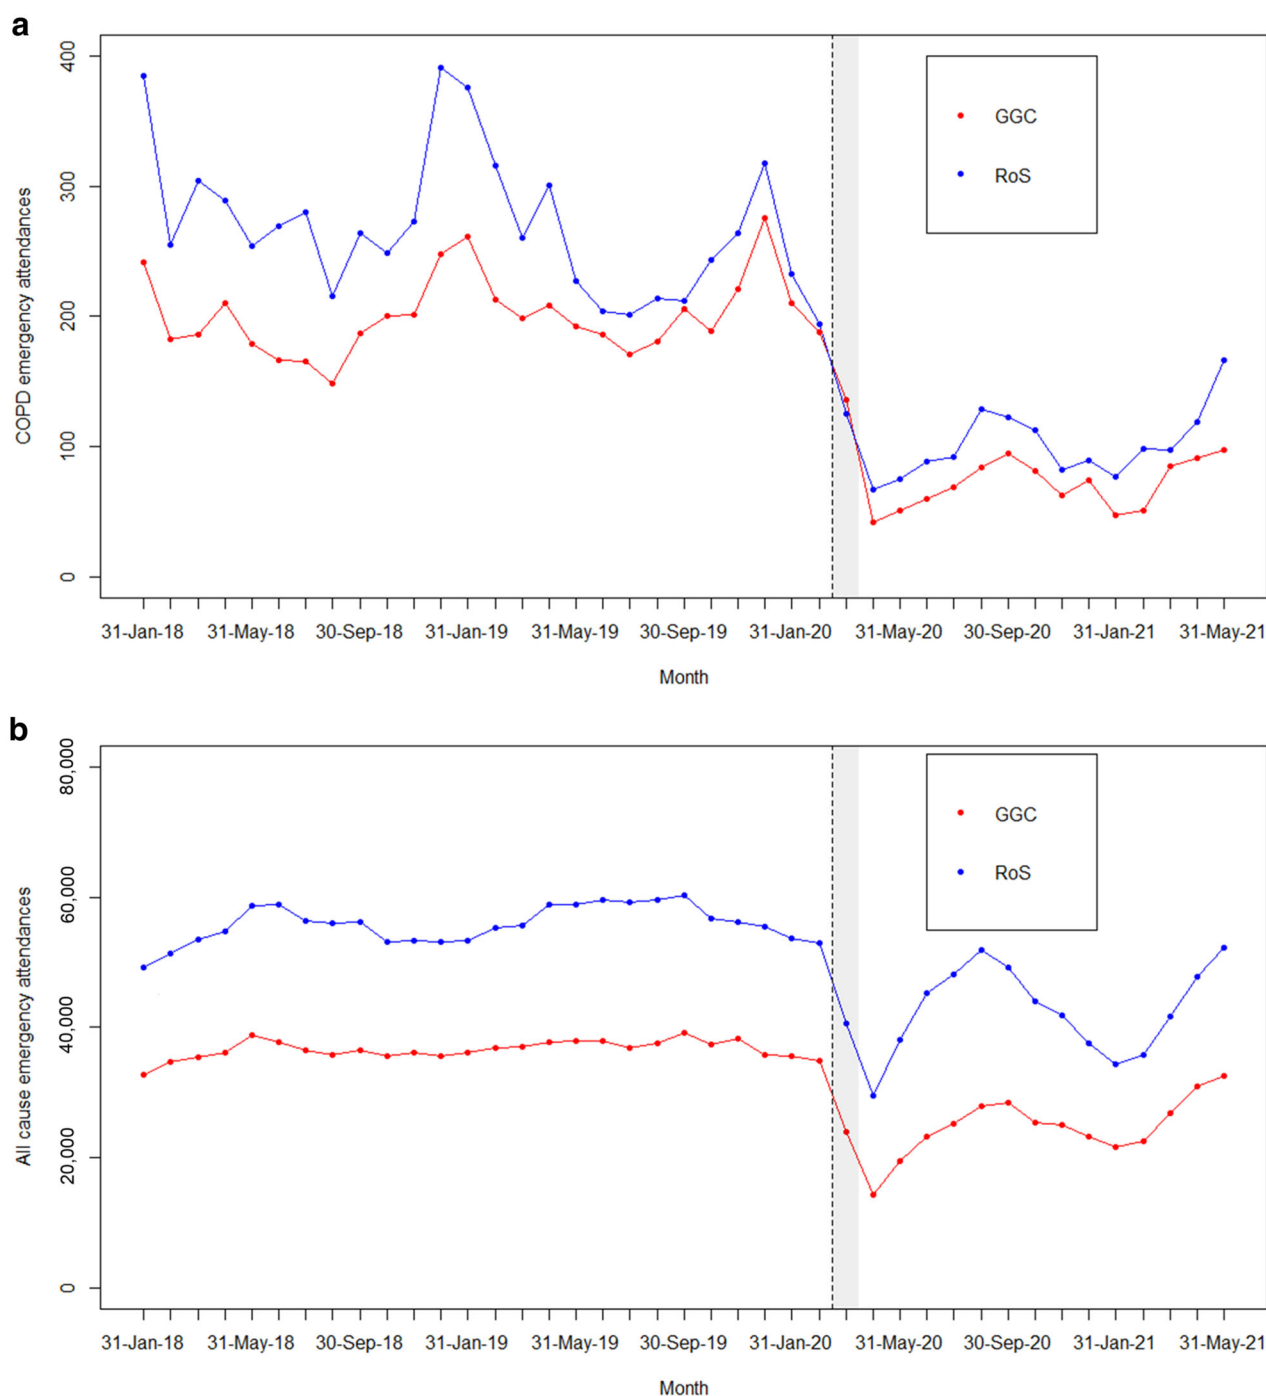 a
400
300
200
100
0
COPD emergency attendances
GGC
RoS
31-Jan-18 31-May-18 30-Sep-18 31-Jan-19 31-May-19 30-Sep-19 31-Jan-20 31-May-20 30-Sep-20 31-Jan-21 31-May-21
Month
b
80,000
60,000
40,000
20,000
0
All cause emergency attendances
GGC
RoS
31-Jan-18 31-May-18 30-Sep-18 31-Jan-19 31-May-19 30-Sep-19 31-Jan-20 31-May-20 30-Sep-20 31-Jan-21 31-May-21
Month